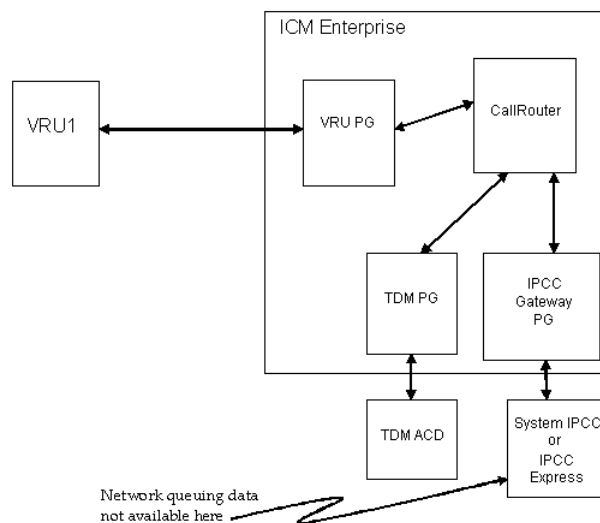 ICM Enterprise
VRU1
VRU PG
CallRouter
TDM PG
IPCC
Gateway
PG
TDM ACD
System IPCC
or
IPCC
Express
Network queuing data
not available here